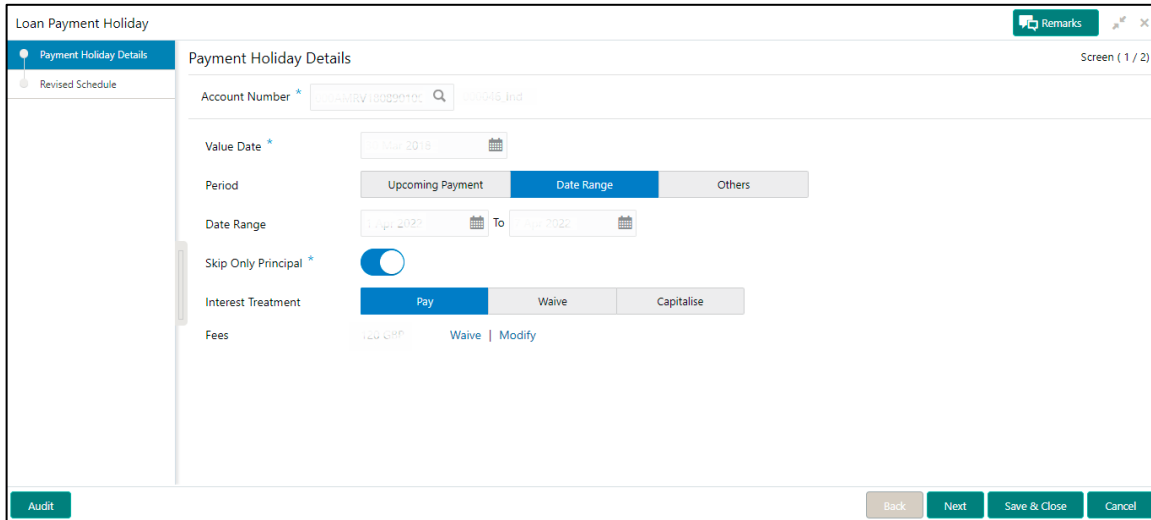 Loan Payment Holiday
Remarks
Payment Holiday Details
Revised Schedule
Payment Holiday Details
Screen ( 1 / 2)
Account Number *
Value Date *
Mar 2018
Period
Upcoming Payment Date Range Others
Date Range
To
Skip Only Principal *
Interest Treatment
Pay Waive Capitalise
Fees
Waive | Modify
Audit
Back Next Save & Close Cancel